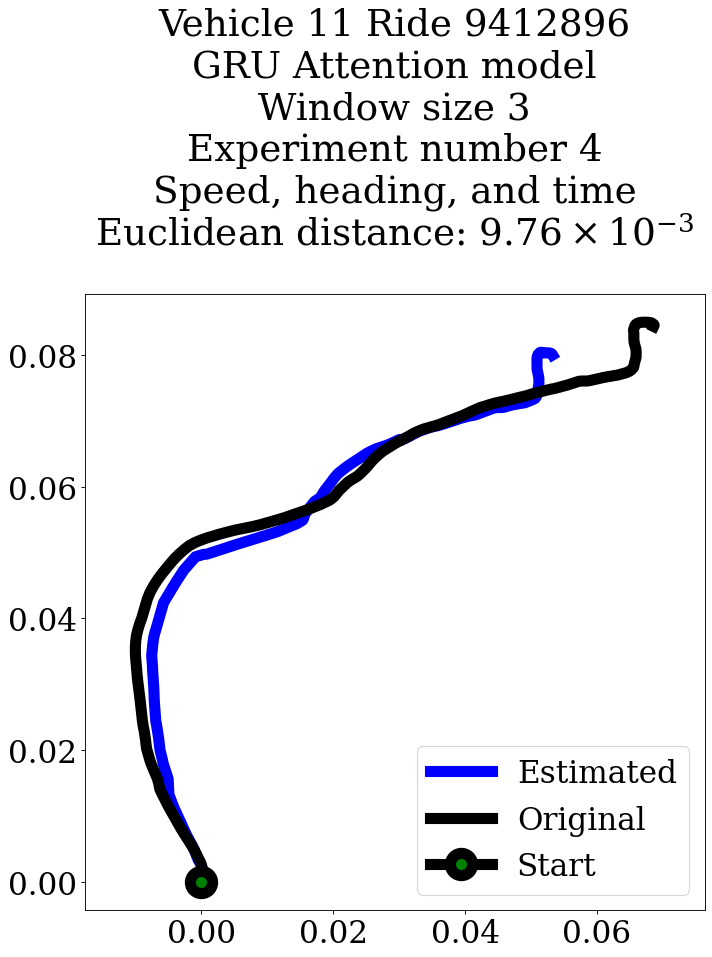 Vehicle 11 Ride 9412896
GRU Attention model
Window size 3
Experiment number 4
Speed, heading, and time
Euclidean distance: 9.76 × 10⁻³
0.08
0.06
0.04
0.02
0.00
Estimated
Original
Start
0.00 0.02 0.04 0.06